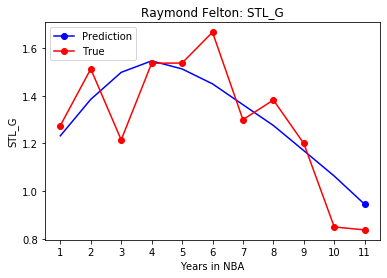 Raymond Felton: STL_G
Prediction
True
STL_G
1.6
1.4
1.2
1.0
0.8
1 2 3 4 5 6 7 8 9 10 11
Years in NBA